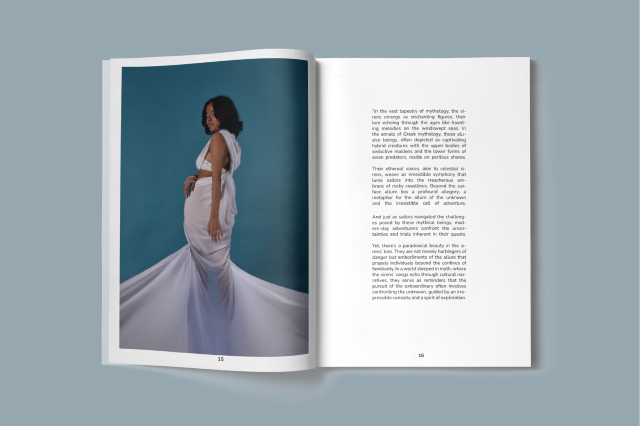 15
"In the vast tapestry of mythology, the si-
rens emerge as enchanting figures, their
lure echoing through the ages like haunt-
ing melodies on the windswept seas. In
the annals of Greek mythology, these elu-
sive beings, often depicted as captivating
hybrid creatures with the upper bodies of
seductive maidens and the lower forms of
avian predators, reside on perilous shores.
Their ethereal voices, akin to celestial si-
rens, weave an irresistible symphony that
lures sailors into the treacherous em-
brace of rocky coastlines. Beyond the sur-
face allure lies a profound allegory, a
metaphor for the allure of the unknown
and the irresistible call of adventure.
And just as sailors navigated the challeng-
es posed by these mythical beings, mod-
ern-day adventurers confront the uncer-
tainties and trials inherent in their quests.
Yet, there's a paradoxical beauty in the si-
rens' lure. They are not merely harbingers of
danger but embodiments of the allure that
propels individuals beyond the confines of
familiarity. In a world steeped in myth, where
the sirens' songs echo through cultural nar-
ratives, they serve as reminders that the
pursuit of the extraordinary often involves
confronting the unknown, guided by an irre-
pressible curiosity and a spirit of exploration.
16